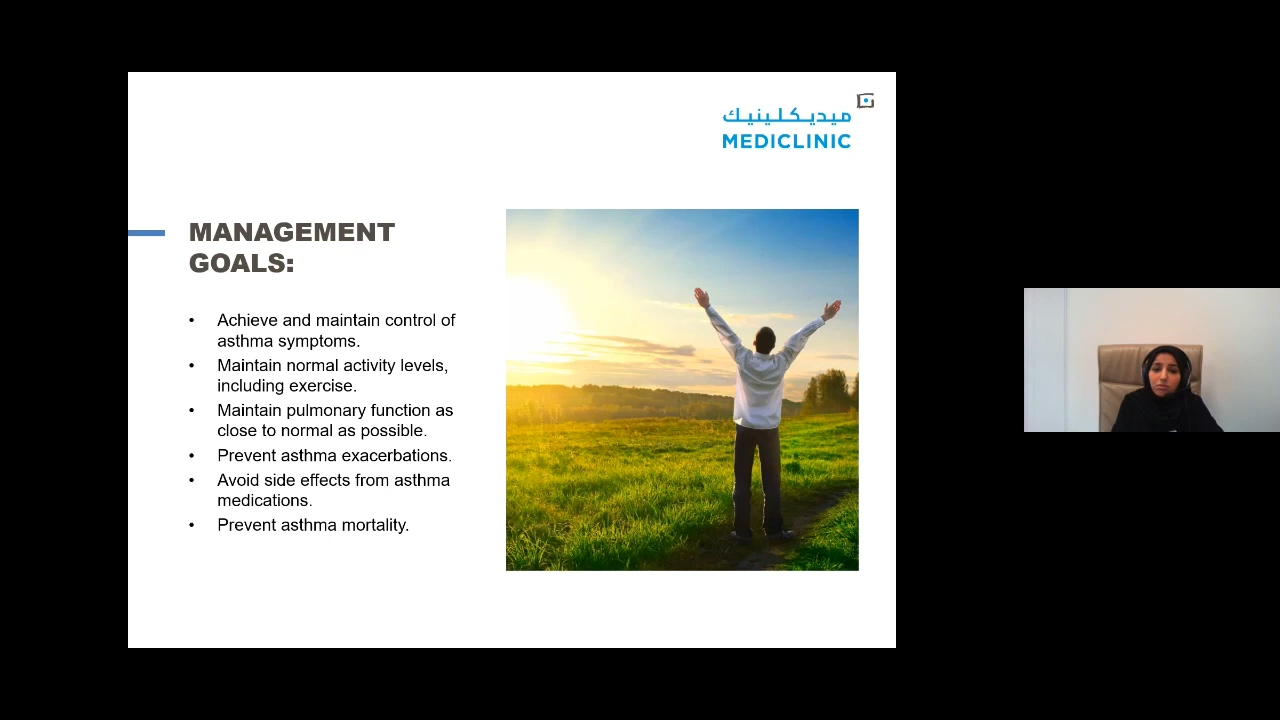 ميديكلينيك
MEDICLINIC
MANAGEMENT
GOALS:
• Achieve and maintain control of
asthma symptoms.
• Maintain normal activity levels,
including exercise.
• Maintain pulmonary function as
close to normal as possible.
• Prevent asthma exacerbations.
• Avoid side effects from asthma
medications.
• Prevent asthma mortality.